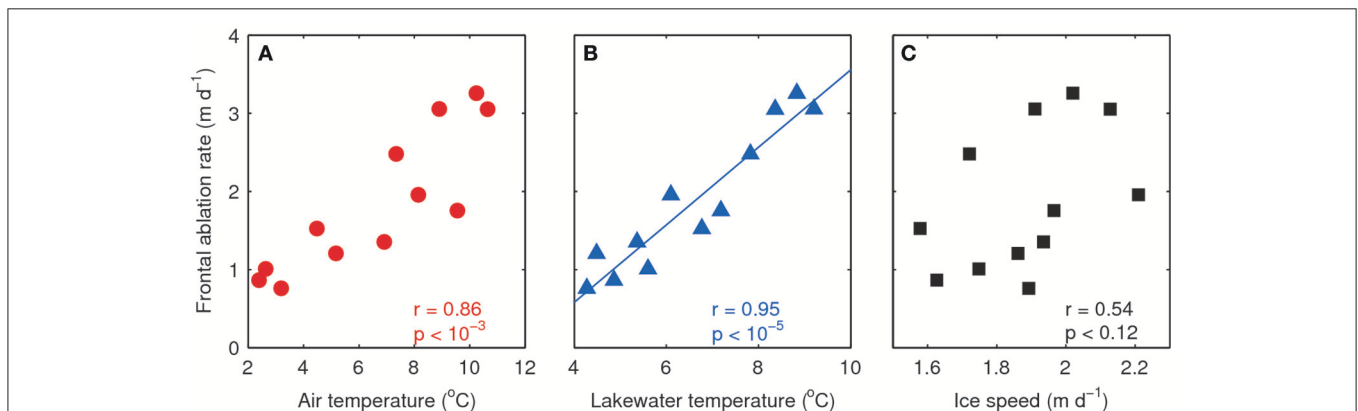 A
B
C
Frontal ablation rate (m d⁻¹)
4
3
2
1
0
r = 0.86
p < 10⁻³
r = 0.95
p < 10⁻⁵
r = 0.54
p < 0.12
2 4 6 8 10 12
4 6 8 10
1.6 1.8 2 2.2
Air temperature (°C)
Lakewater temperature (°C)
Ice speed (m d⁻¹)